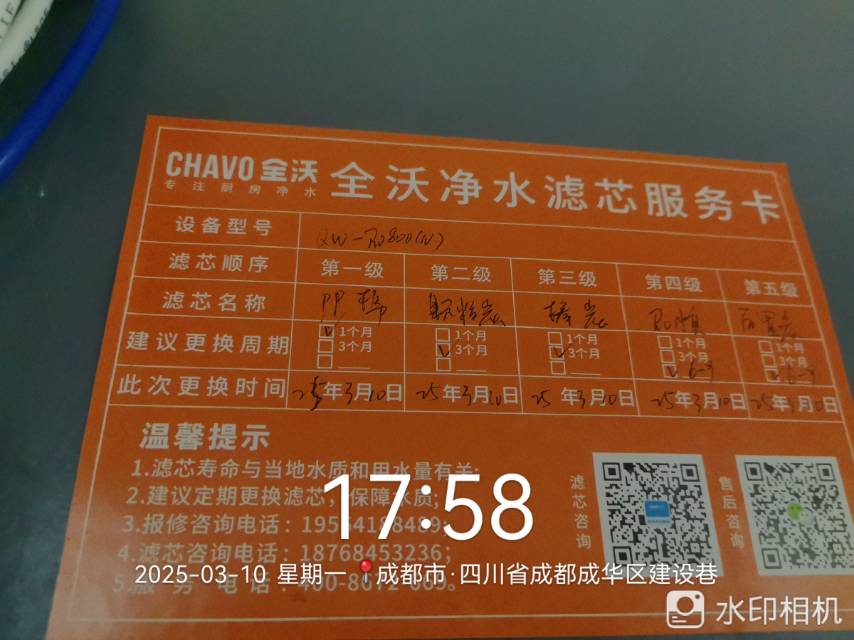 CHAVO 全沃
专注厨房净水
全沃净水滤芯服务卡
设备型号
滤芯顺序 第一级 第二级 第三级 第四级 第五级
滤芯名称 PP棉 颗粒炭 棒炭 RO膜
建议更换周期 1个月 1个月 1个月 1个月 1个月
3个月 3个月 3个月 3个月 3个月
此次更换时间 25年3月10日 25年3月10日 25年3月10日 25年3月10日 25年3月10日
温馨提示
1.滤芯寿命与当地水质和用水量有关;
2.建议定期更换滤芯,保障水质;
3.报修咨询电话:
4.滤芯咨询电话:18768453236;
5.服务电话:
滤芯咨询
售后咨询
17:58
2025-03-10 星期一 成都市·四川省成都成华区建设巷
水印相机